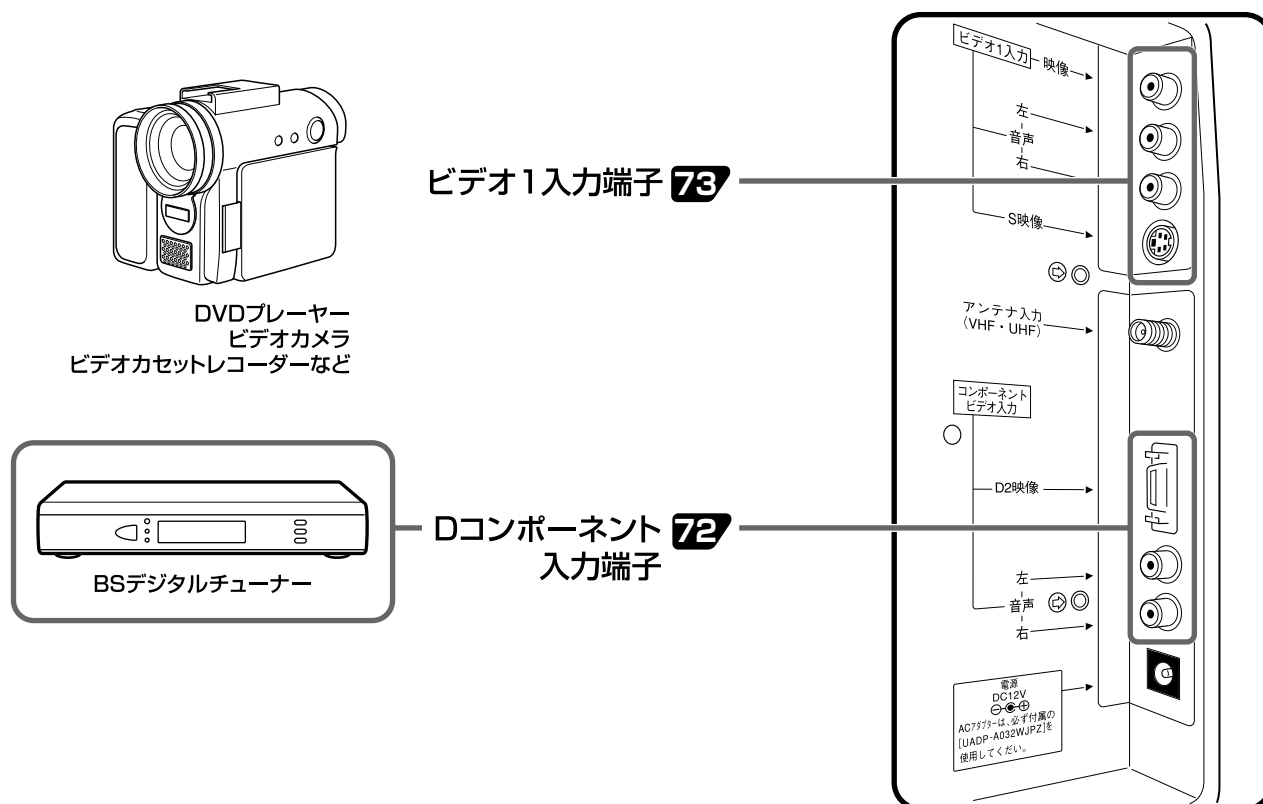 ビデオ1入力端子 73
DVDプレーヤー
ビデオカメラ
ビデオカセットレコーダーなど
Dコンポーネント 72
入力端子
BSデジタルチューナー
ビデオ1入力
映像
左
音声
右
S映像
アンテナ入力
(VHF・UHF)
コンポーネント
ビデオ入力
D2映像
左
音声
右
電源
DC12V
ACアダプターは、必ず付属の
[UADP-A032WJPZ]を
使用してくだい。